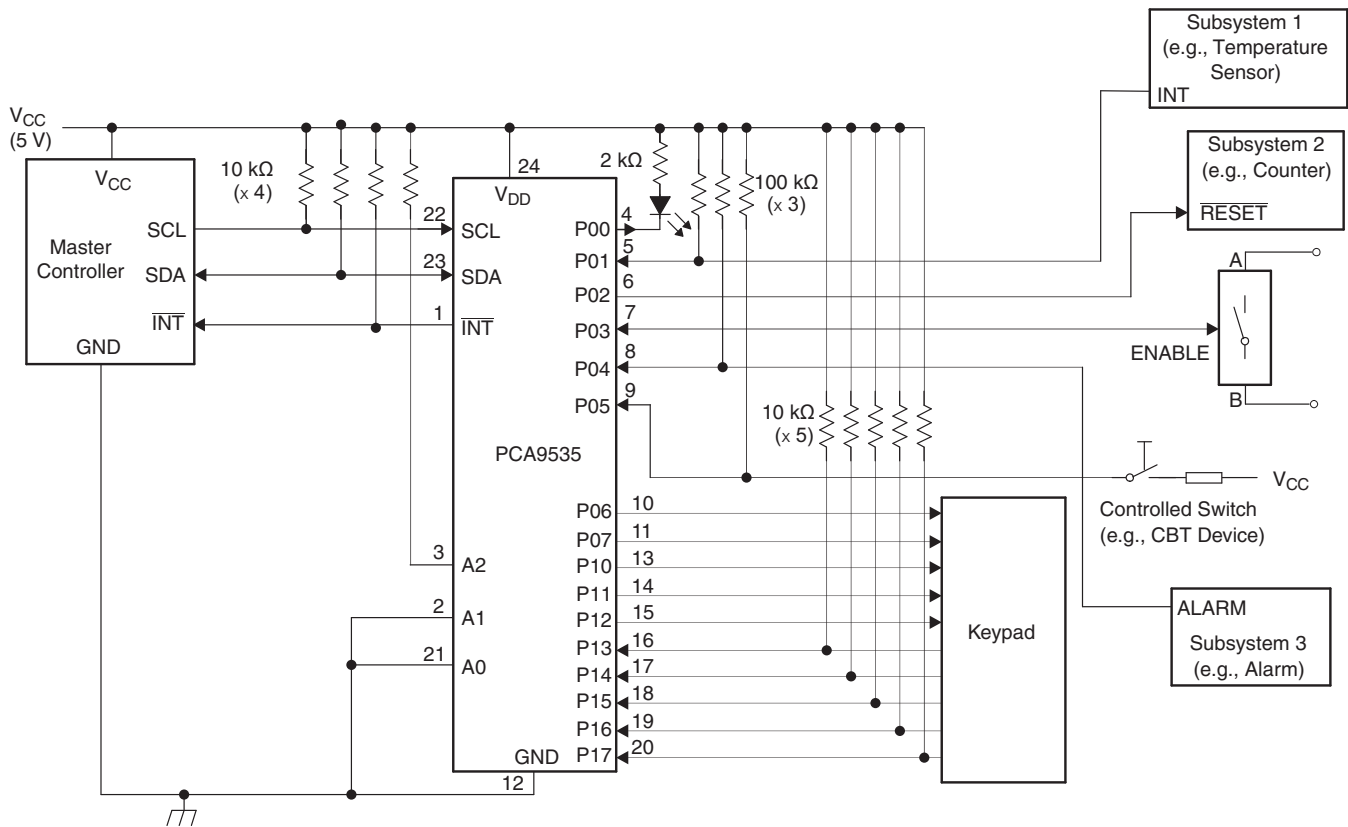 Subsystem 1
(e.g., Temperature
Sensor)
INT
VCC
(5 V)
Subsystem 2
(e.g., Counter)
RESET
VCC
10 kΩ
(x 4)
24
VDD
2 kΩ
100 kΩ
(x 3)
Master
Controller
SCL
SDA
INT
GND
22
SCL
23
SDA
1
INT
P00
4
P01
5
P02
6
P03
7
P04
8
P05
9
A
ENABLE
B
10 kΩ
(x 5)
PCA9535
VCC
Controlled Switch
(e.g., CBT Device)
P06
10
P07
11
P10
13
P11
14
P12
15
P13
16
P14
17
P15
18
P16
19
P17
20
3
A2
2
A1
21
A0
GND
12
Keypad
ALARM
Subsystem 3
(e.g., Alarm)